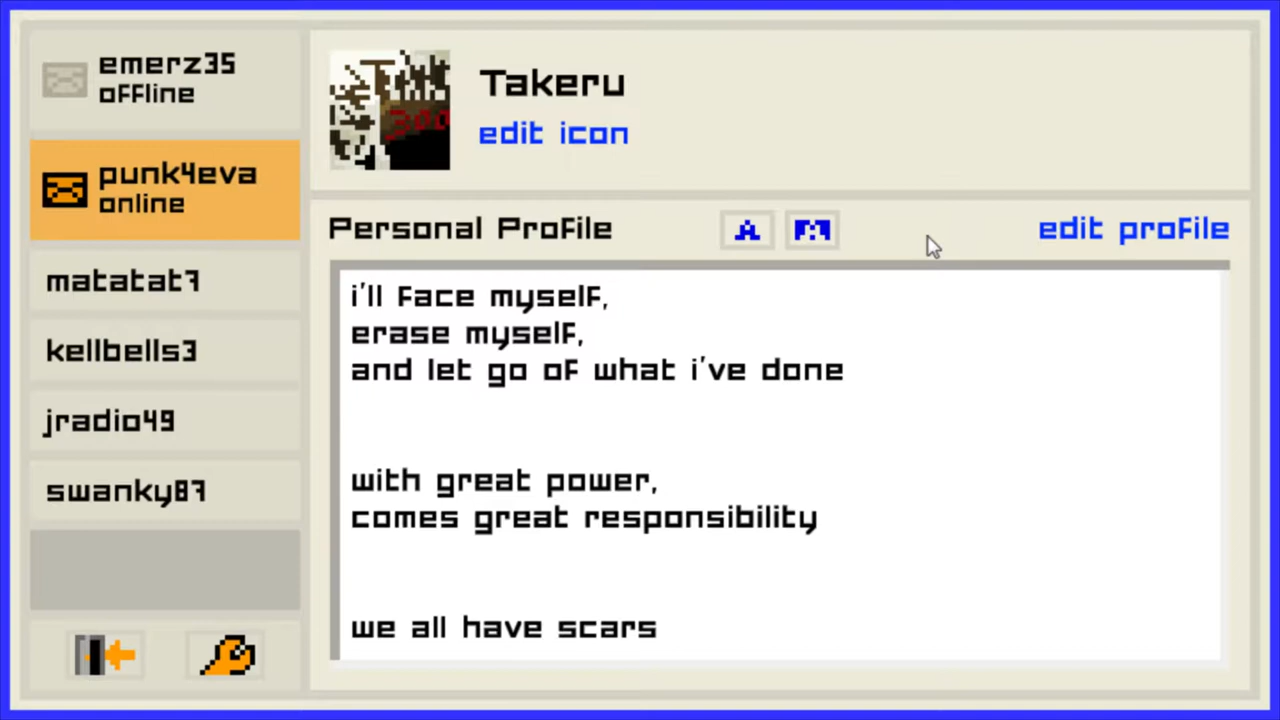 emerz35
offline
punk4eva
online
matatat7
kellbells3
jradio49
swanky87
Takeru
edit icon
Personal Profile
edit profile
i'll face myself,
erase myself,
and let go of what i've done
with great power,
comes great responsibility
we all have scars